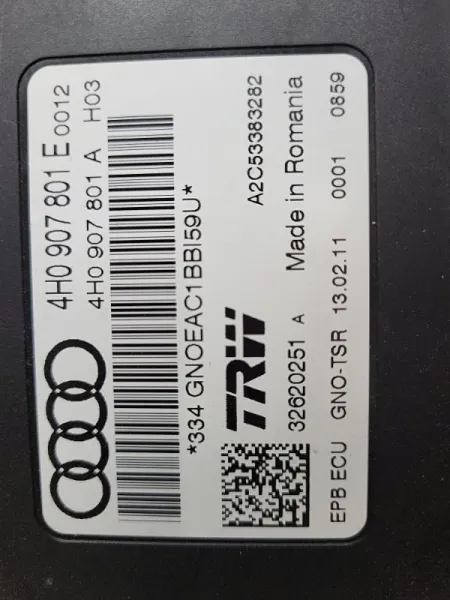 4H0 907 801 E 0012
4H0 907 801 A H03
*334 GNOEAC1BBI59U*
TRW
A2C53383282
32620251 A Made in Romania
EPB ECU GNO-TSR 13.02.11 0001 0859